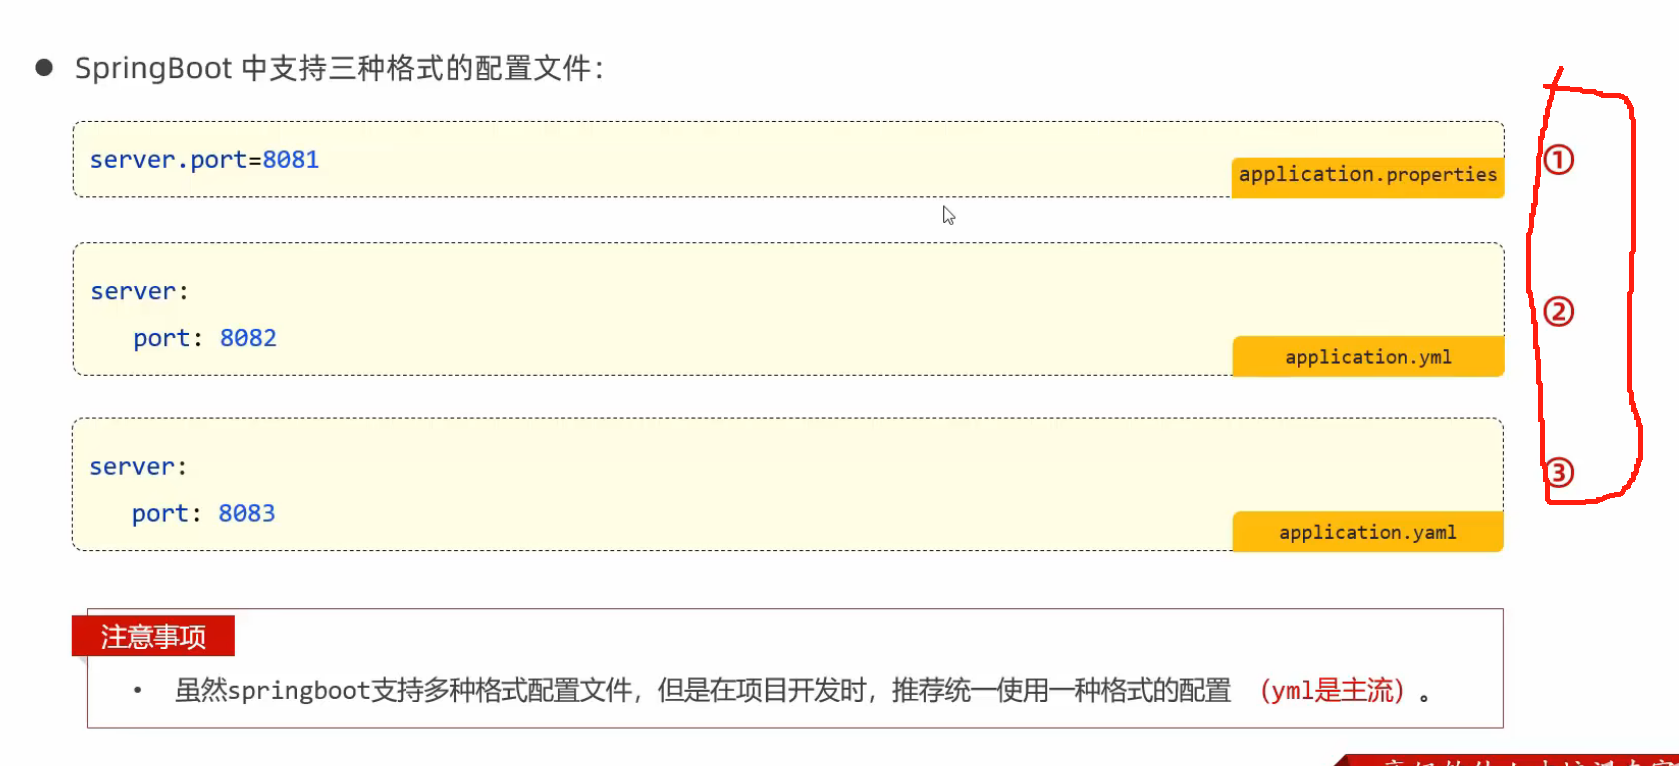 ● SpringBoot 中支持三种格式的配置文件：
server.port=8081
application.properties
①
server:
port: 8082
application.yml
②
server:
port: 8083
application.yaml
③
注意事项
• 虽然springboot支持多种格式配置文件，但是在项目开发时，推荐统一使用一种格式的配置 （yml是主流）。